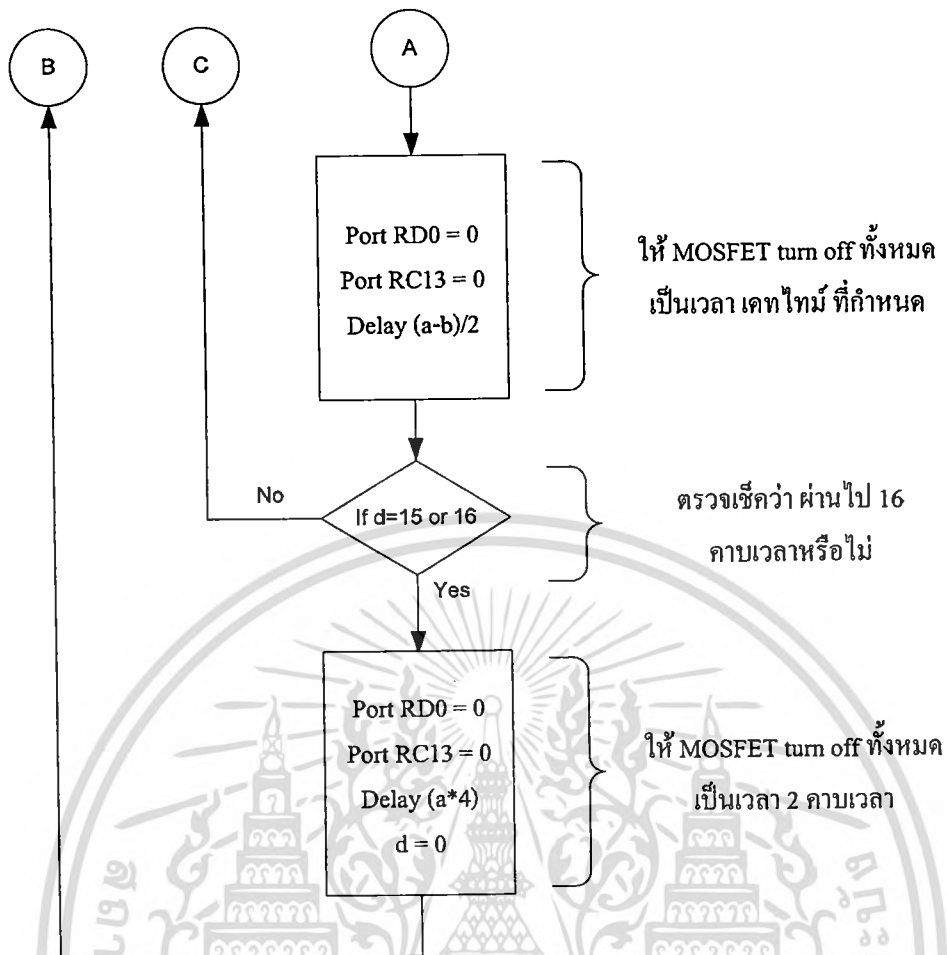 B
C
A
Port RD0 = 0
Port RC13 = 0
Delay (a-b)/2
ให้ MOSFET turn off ทั้งหมด
เป็นเวลา เดทไทม์ ที่กำหนด
If d=15 or 16
No
Yes
ตรวจเช็คว่า ผ่านไป 16
คาบเวลาหรือไม่
Port RD0 = 0
Port RC13 = 0
Delay (a*4)
d = 0
ให้ MOSFET turn off ทั้งหมด
เป็นเวลา 2 คาบเวลา